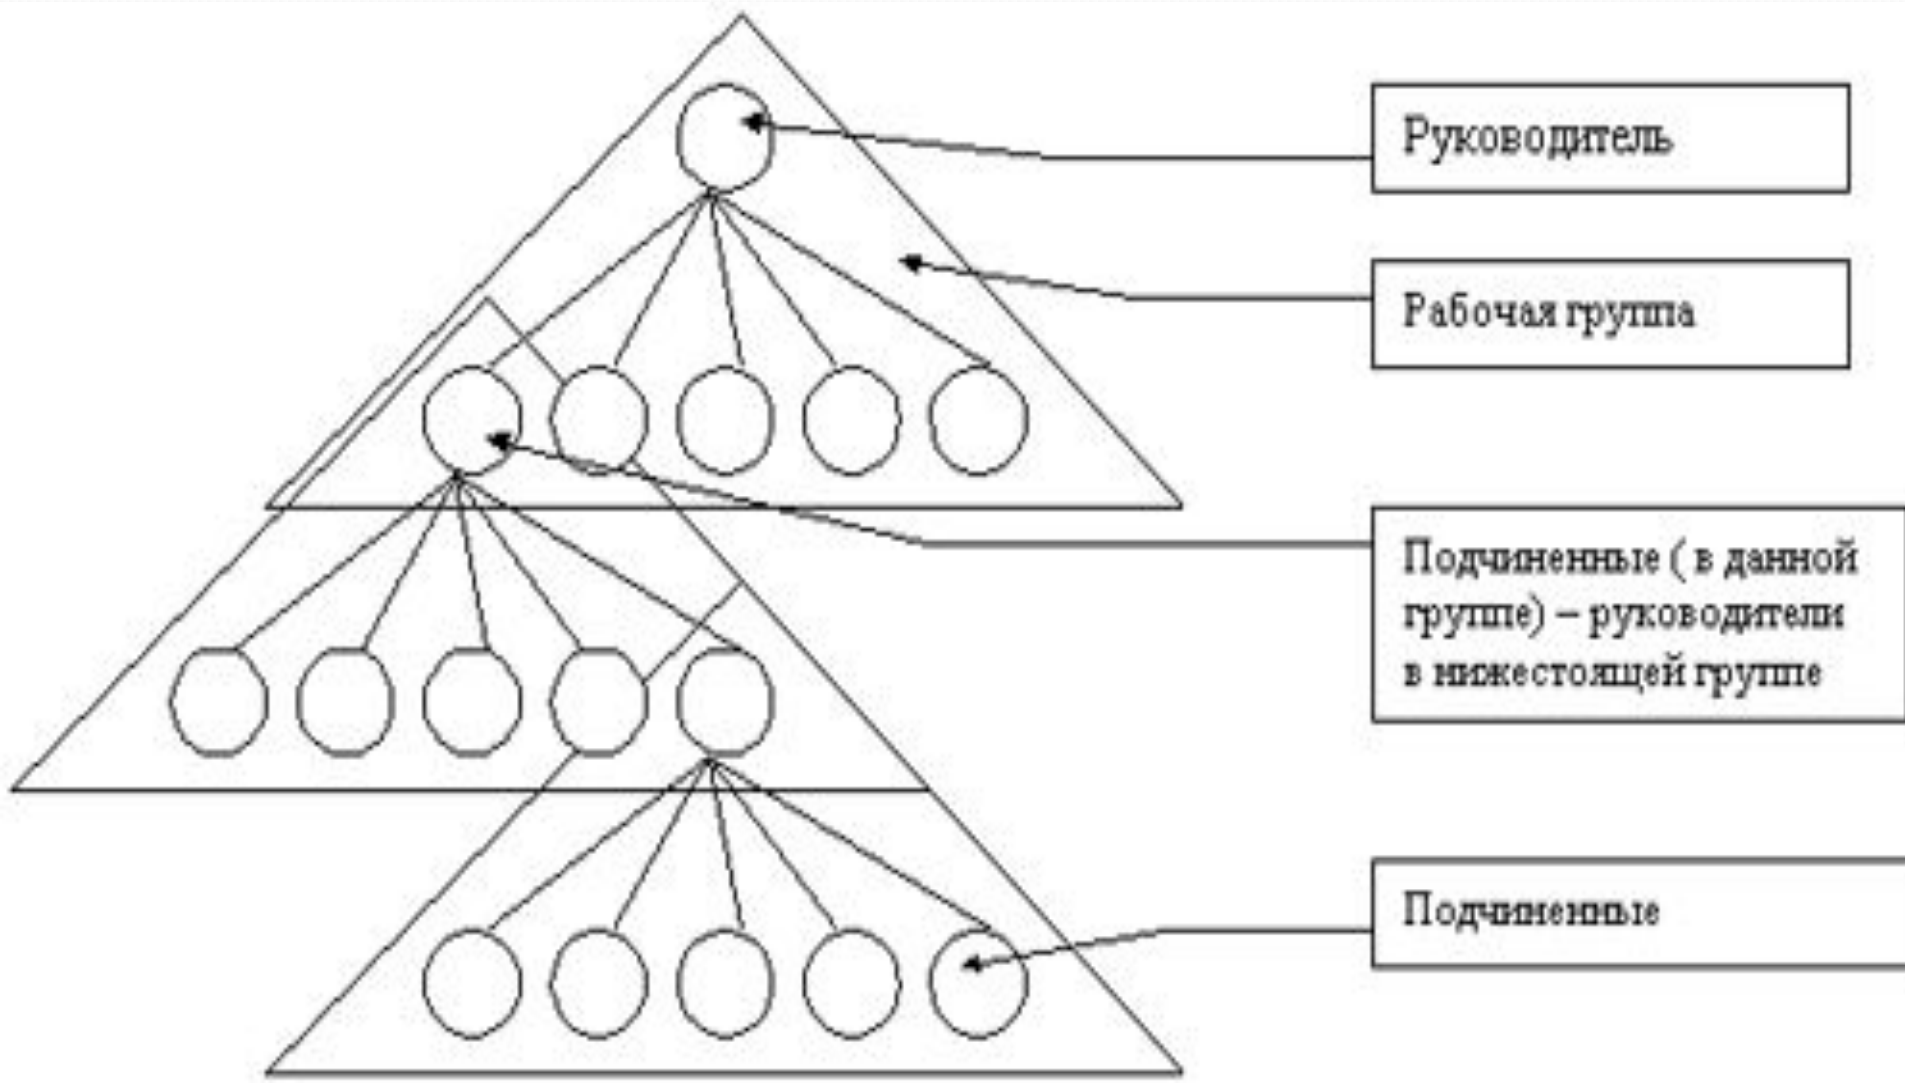 Руководитель
Рабочая группа
Подчиненные ( в данной
группе) – руководители
в нижестоящей группе
Подчиненные